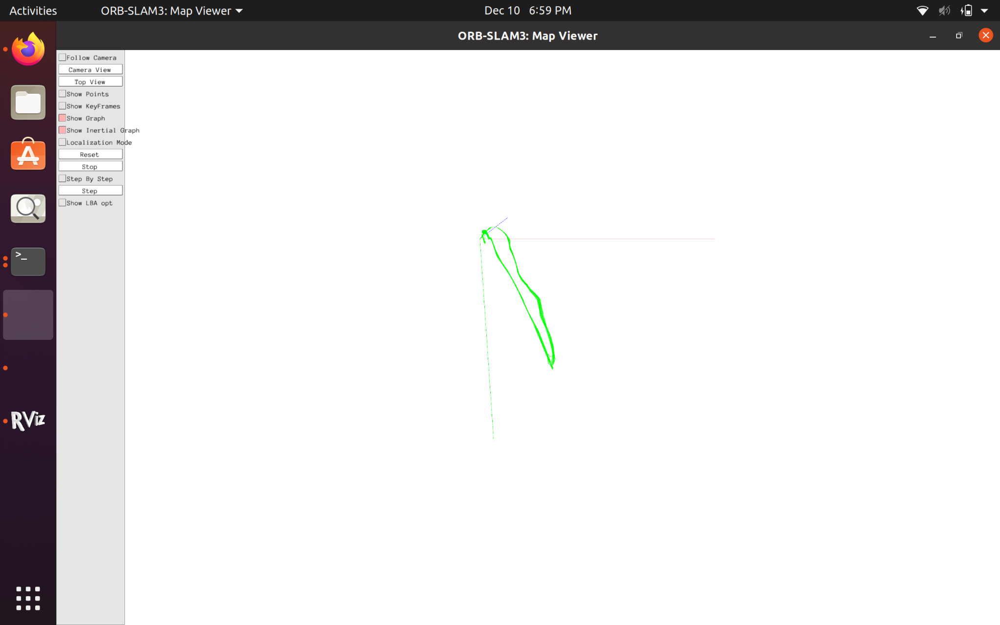 Activities
ORB-SLAM3: Map Viewer
Dec 10 6:59 PM
ORB-SLAM3: Map Viewer
Follow Camera
Camera View
Top View
Show Points
Show KeyFrames
Show Graph
Show Inertial Graph
Localization Mode
Reset
Stop
Step By Step
Step
Show LBA opt
>_
RViz